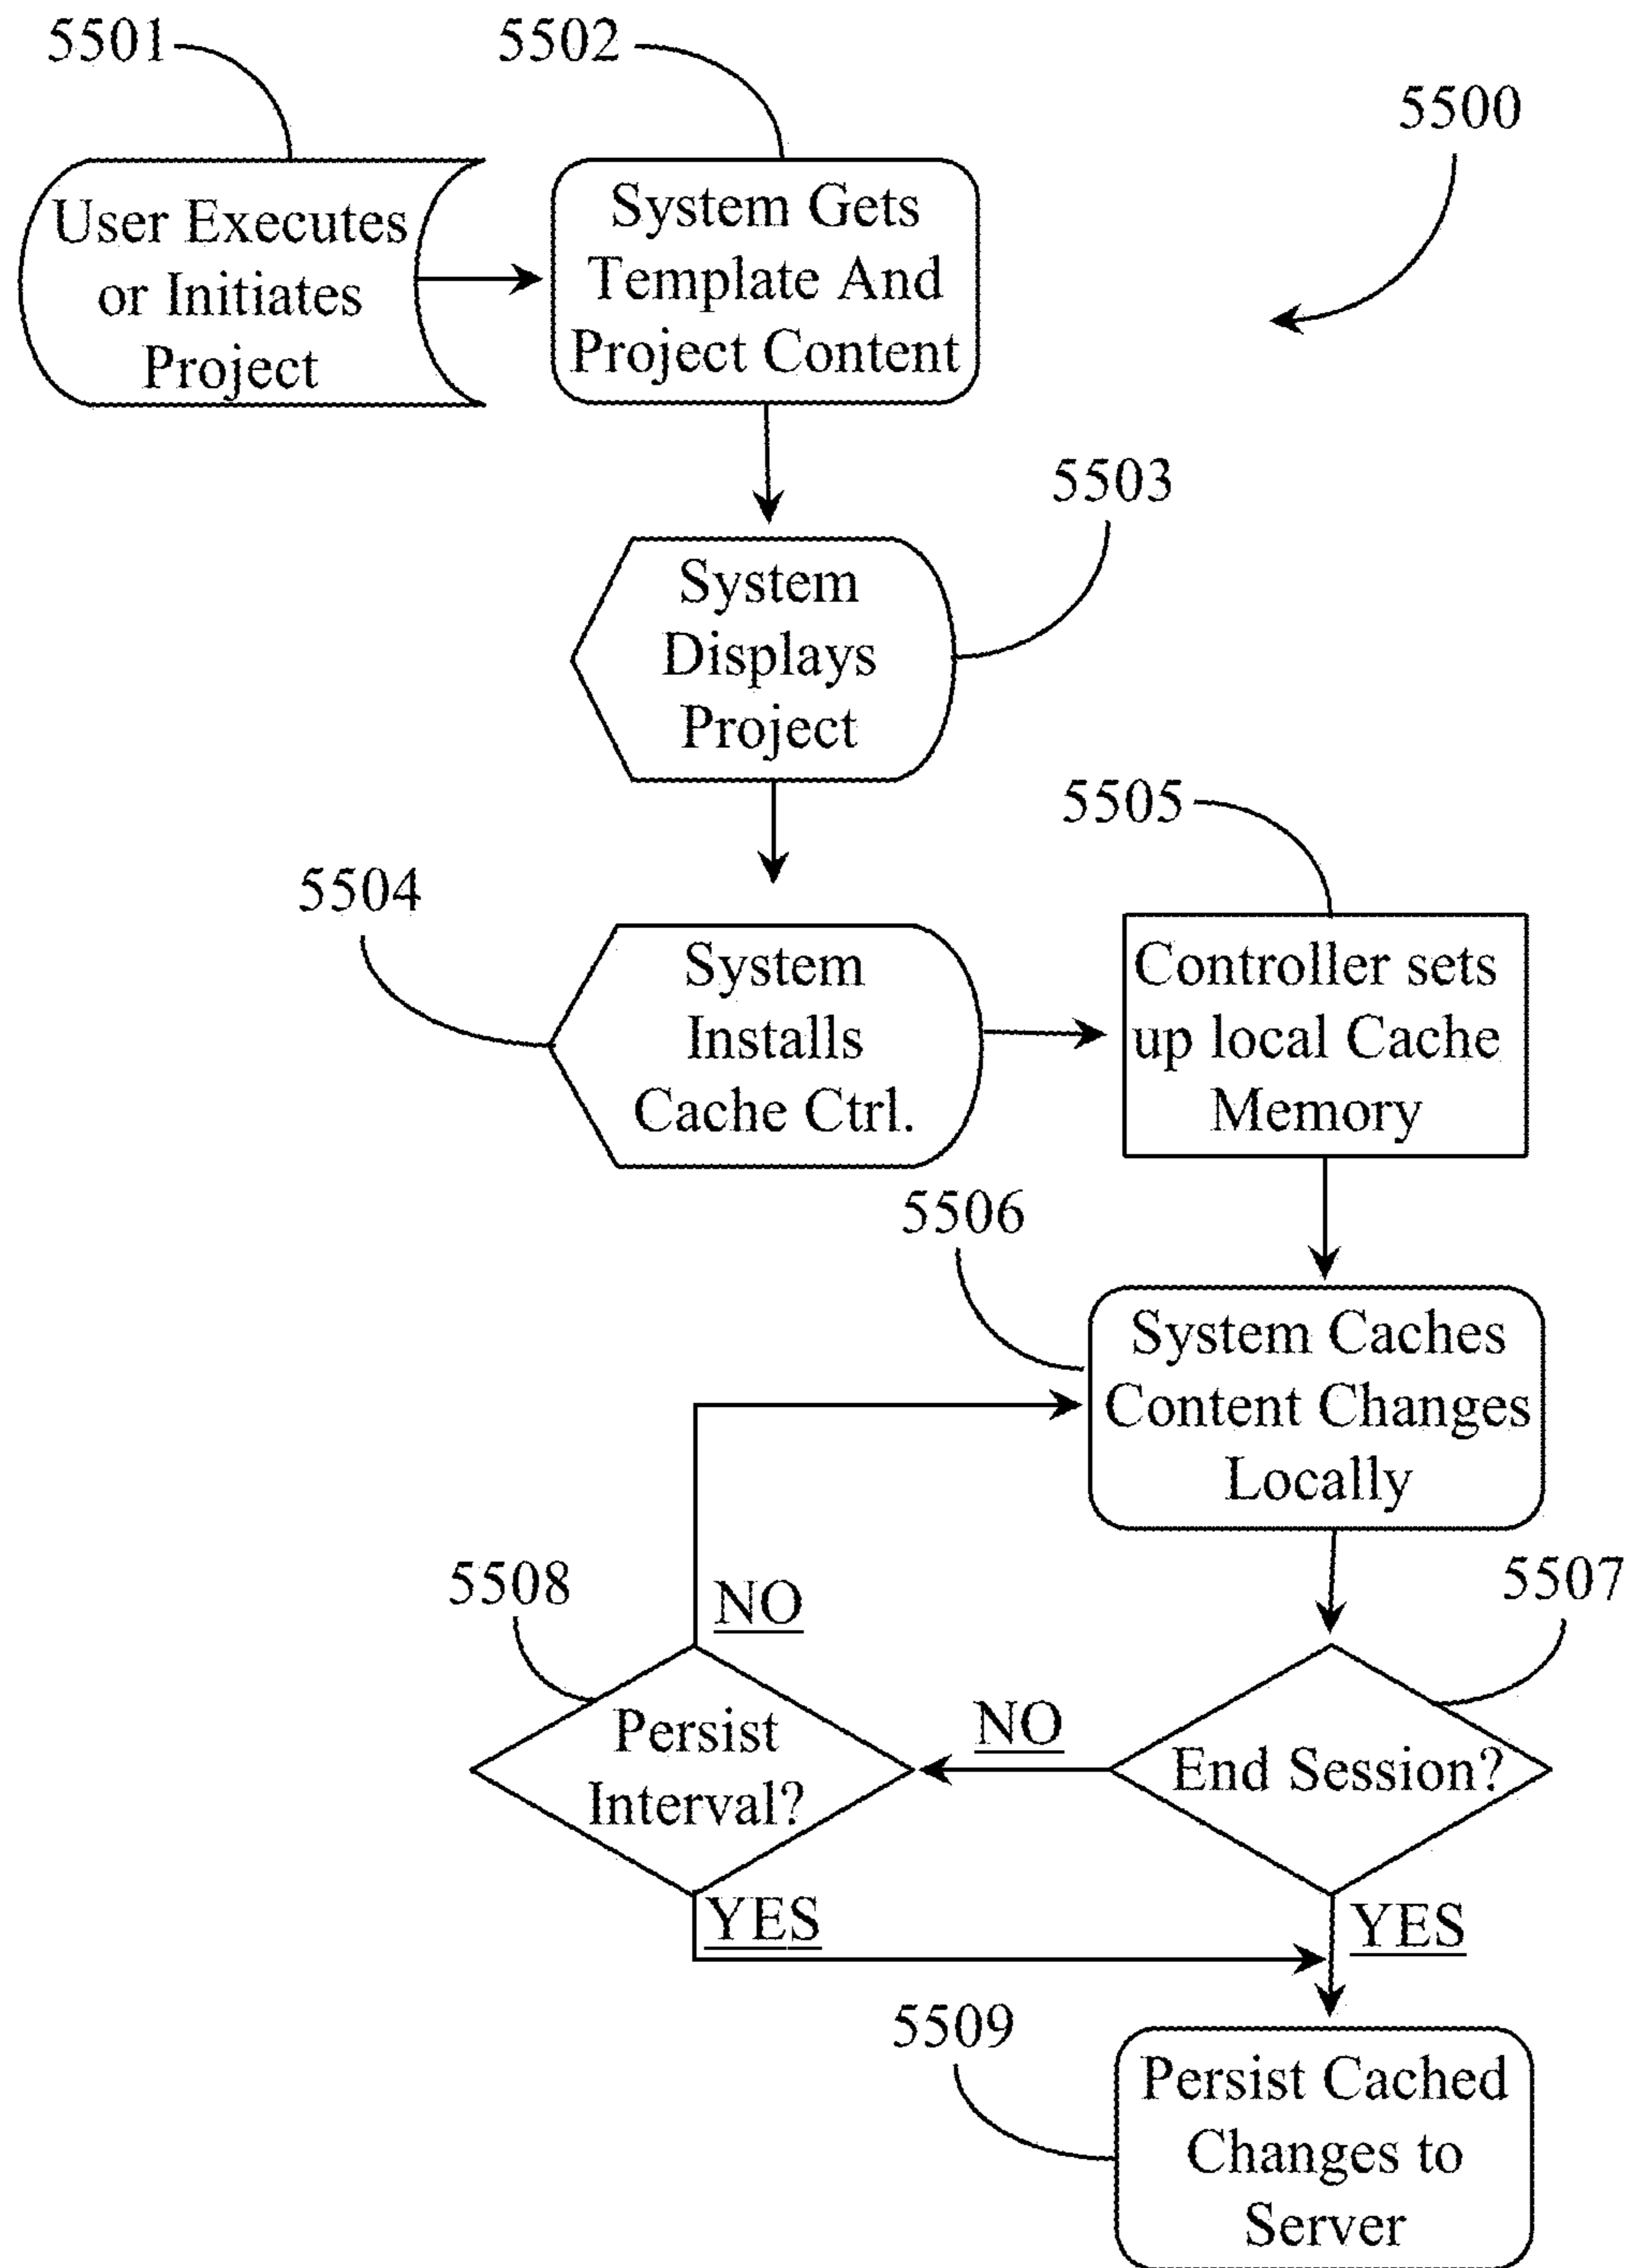 5501
5502
5500
User Executes
or Initiates
Project
System Gets
Template And
Project Content
5503
System
Displays
Project
5505
5504
System
Installs
Cache Ctrl.
Controller sets
up local Cache
Memory
5506
System Caches
Content Changes
Locally
5508
NO
5507
Persist
Interval?
NO
End Session?
YES
YES
5509
Persist Cached
Changes to
Server